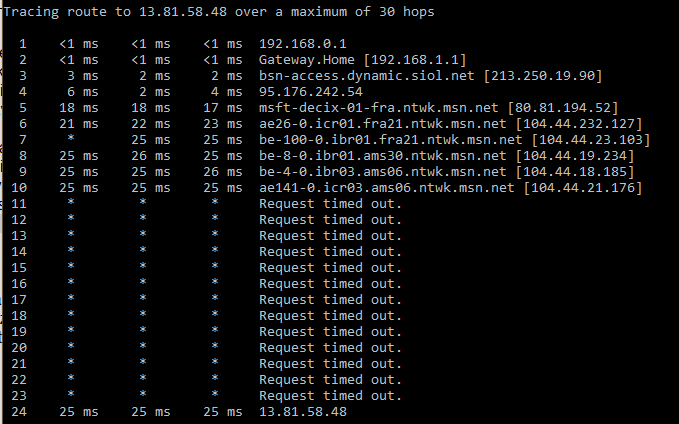 Tracing route to 13.81.58.48 over a maximum of 30 hops
1 <1 ms <1 ms <1 ms 192.168.0.1
2 <1 ms <1 ms <1 ms Gateway.Home [192.168.1.1]
3 3 ms 2 ms 2 ms bsn-access.dynamic.siol.net [213.250.19.90]
4 6 ms 2 ms 4 ms 95.176.242.54
5 18 ms 18 ms 17 ms msft-decix-01-fra.ntwk.msn.net [80.81.194.52]
6 21 ms 22 ms 23 ms ae26-0.icr01.fra21.ntwk.msn.net [104.44.232.127]
7 * 25 ms 25 ms be-100-0.ibr01.fra21.ntwk.msn.net [104.44.23.103]
8 25 ms 26 ms 25 ms be-8-0.ibr01.ams30.ntwk.msn.net [104.44.19.234]
9 25 ms 25 ms 26 ms be-4-0.ibr03.ams06.ntwk.msn.net [104.44.18.185]
10 25 ms 25 ms 25 ms ae141-0.icr03.ams06.ntwk.msn.net [104.44.21.176]
11 * * * Request timed out.
12 * * * Request timed out.
13 * * * Request timed out.
14 * * * Request timed out.
15 * * * Request timed out.
16 * * * Request timed out.
17 * * * Request timed out.
18 * * * Request timed out.
19 * * * Request timed out.
20 * * * Request timed out.
21 * * * Request timed out.
22 * * * Request timed out.
23 * * * Request timed out.
24 25 ms 25 ms 25 ms 13.81.58.48